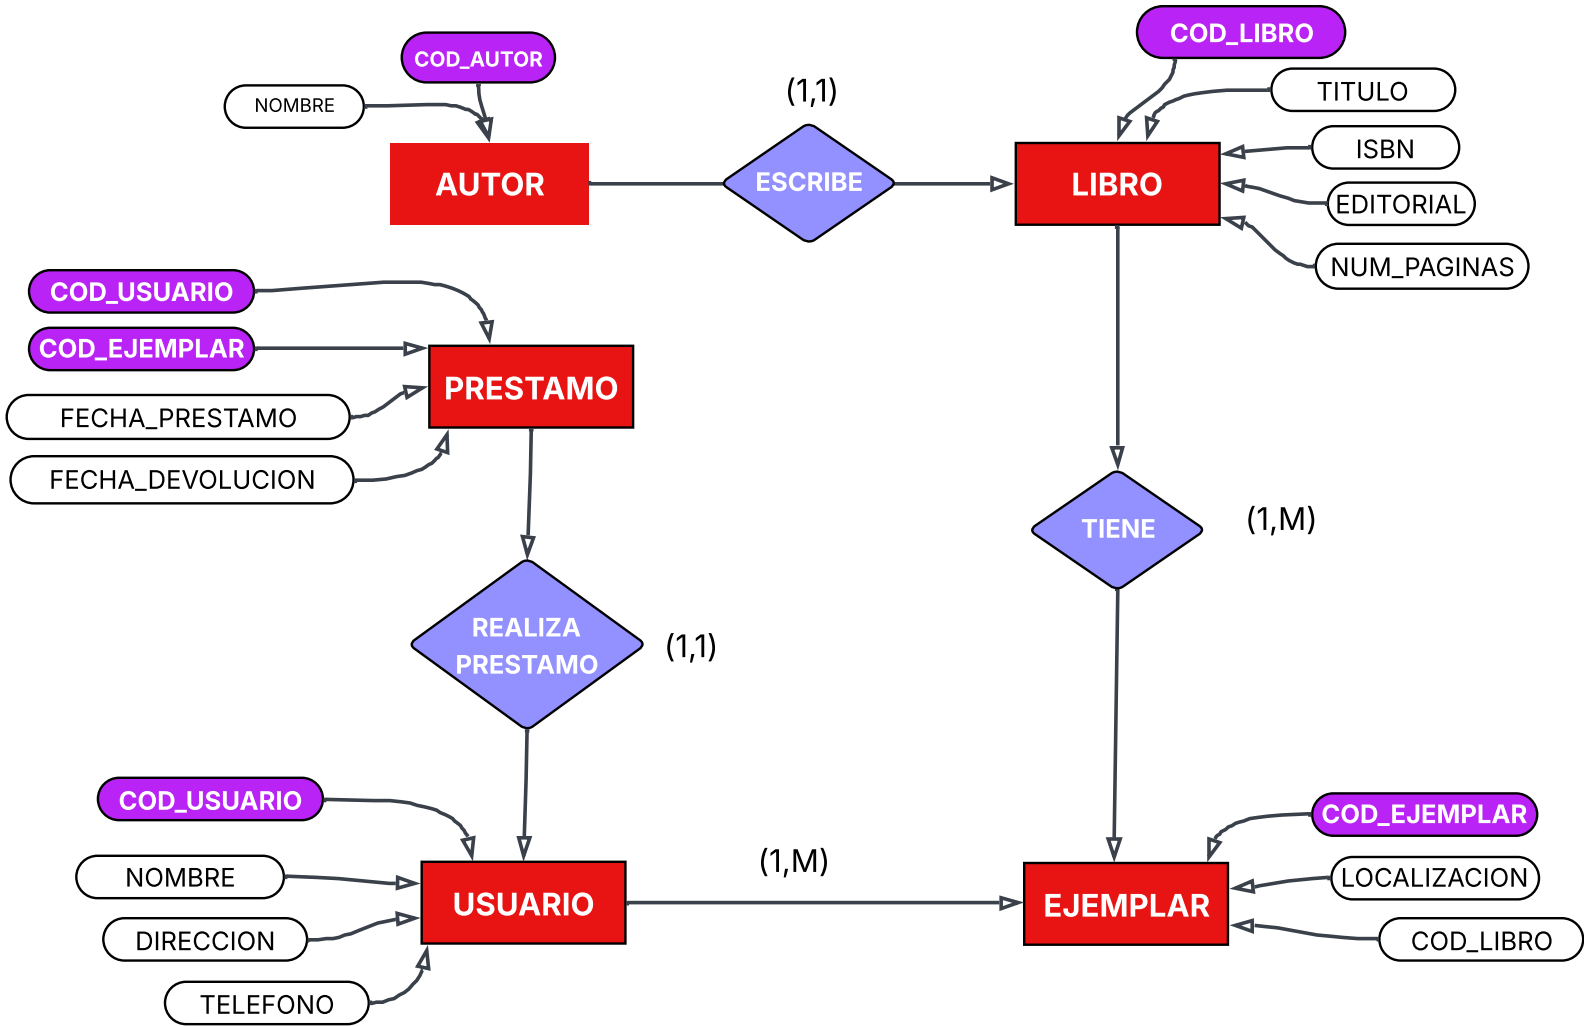 COD_LIBRO
COD_AUTOR
NOMBRE
(1,1)
TITULO
ISBN
AUTOR
ESCRIBE
LIBRO
EDITORIAL
NUM_PAGINAS
COD_USUARIO
COD_EJEMPLAR
PRESTAMO
FECHA_PRESTAMO
FECHA_DEVOLUCION
TIENE
(1,M)
REALIZA
PRESTAMO
(1,1)
COD_USUARIO
NOMBRE
DIRECCION
TELEFONO
USUARIO
(1,M)
EJEMPLAR
COD_EJEMPLAR
LOCALIZACION
COD_LIBRO